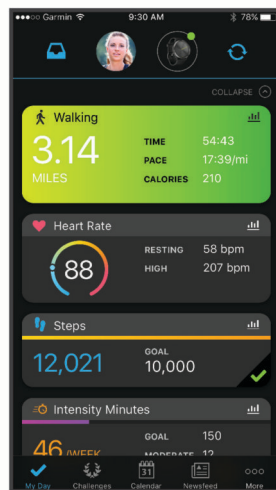 Garmin 9:30 AM 78%
COLLAPSE
Walking
3.14
MILES
TIME 54:43
PACE 17:39/mi
CALORIES 210
Heart Rate
88
RESTING 58 bpm
HIGH 207 bpm
Steps
12,021
GOAL
10,000
Intensity Minutes
46 /WEEK
GOAL 150
MODERATE 12
31
My Day Challenges Calendar Newsfeed More